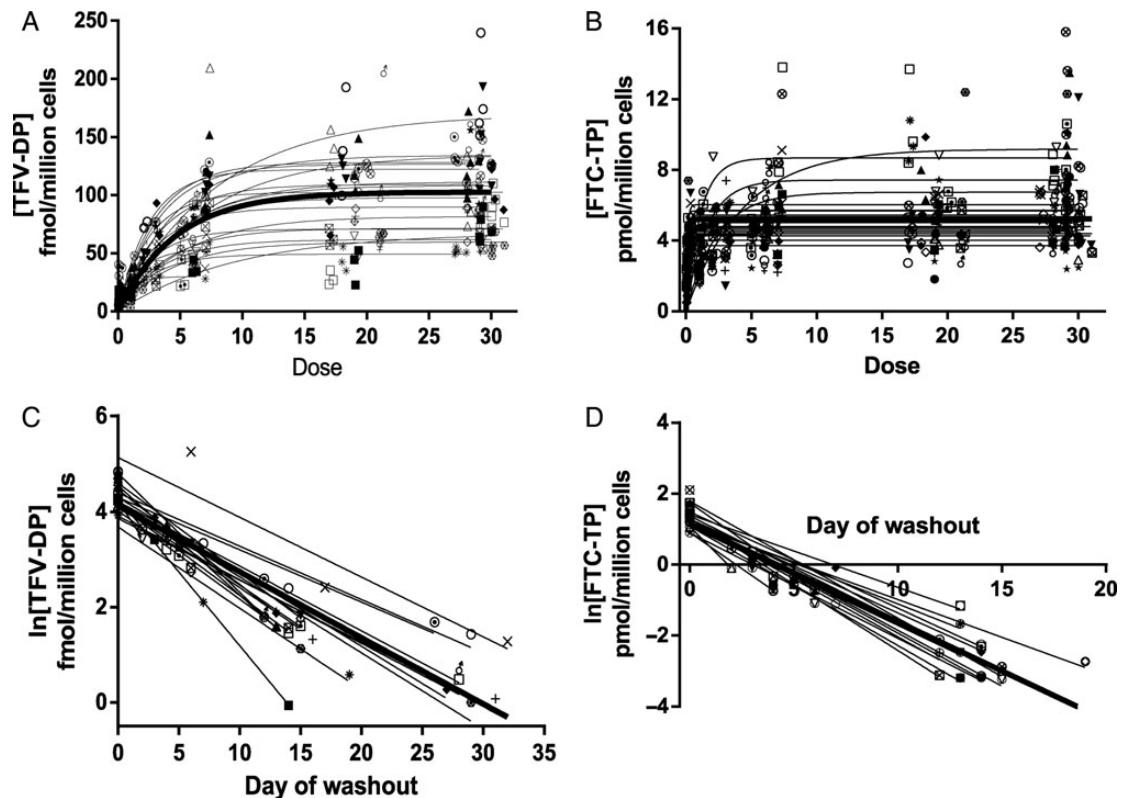 A
[TFV-DP]
fmol/million cells
250
200
150
100
50
0
0 5 10 15 20 25 30
Dose
B
[FTC-TP]
pmol/million cells
16
12
8
4
0
0 5 10 15 20 25 30
Dose
C
ln[TFV-DP]
fmol/million cells
6
4
2
0
0 5 10 15 20 25 30 35
Day of washout
D
ln[FTC-TP]
pmol/million cells
4
2
0
−2
−4
Day of washout
0 5 10 15 20